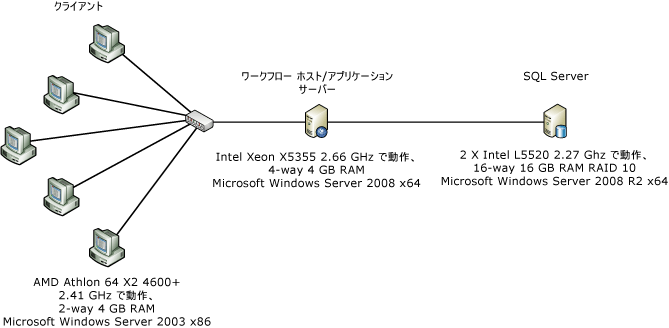 クライアント
ワークフロー ホスト/アプリケーション
サーバー
SQL Server
Intel Xeon X5355 2.66 GHz で動作、
4-way 4 GB RAM
Microsoft Windows Server 2008 x64
2 X Intel L5520 2.27 Ghz で動作、
16-way 16 GB RAM RAID 10
Microsoft Windows Server 2008 R2 x64
AMD Athlon 64 X2 4600+
2.41 GHz で動作、
2-way 4 GB RAM
Microsoft Windows Server 2003 x86